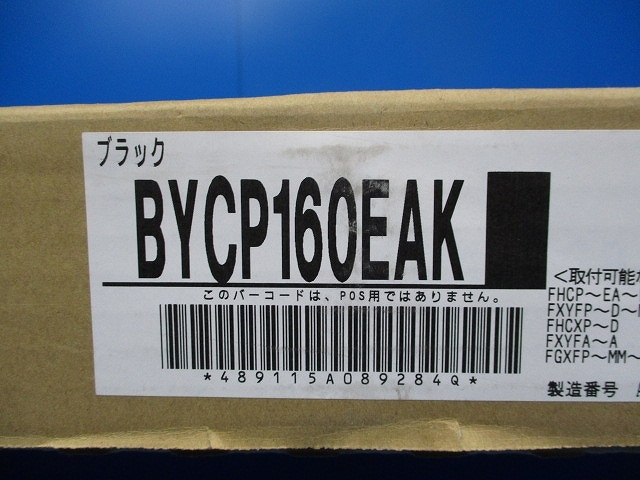 ブラック
BYCP160EAK
このバーコードは、POS用ではありません。
*489115A089284Q*
<取付可能
FHCP〜EA〜
FXYFP〜D〜
FHCXP〜D
FXYFA〜A
FGXFP〜MM〜
製造番号